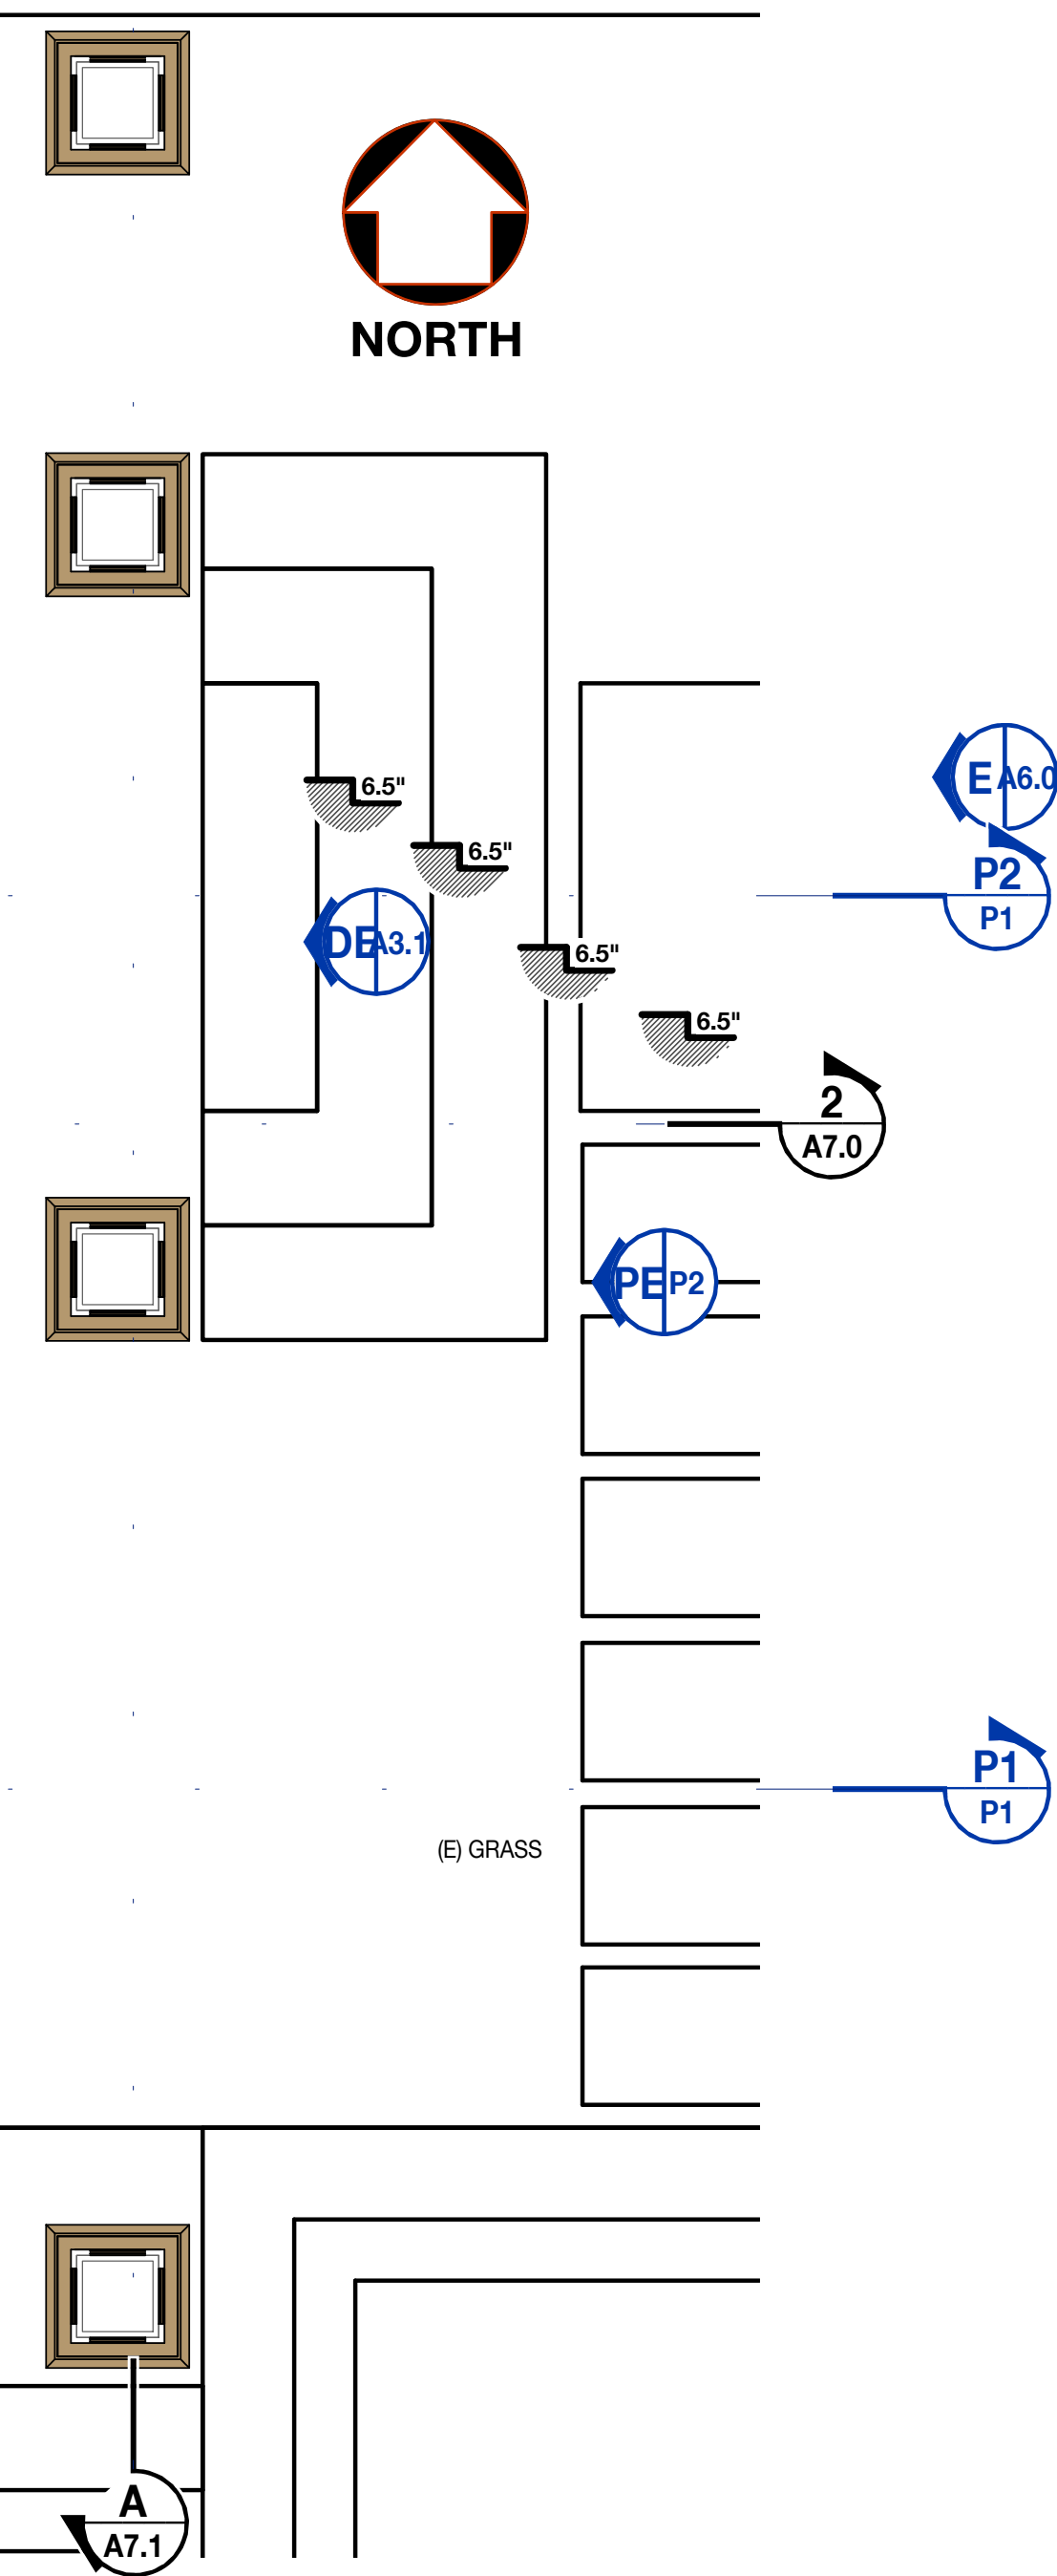 NORTH
6.5"
E A6.0
6.5"
P2
P1
DE A3.1
6.5"
6.5"
2
A7.0
PE P2
P1
P1
(E) GRASS
A
A7.1